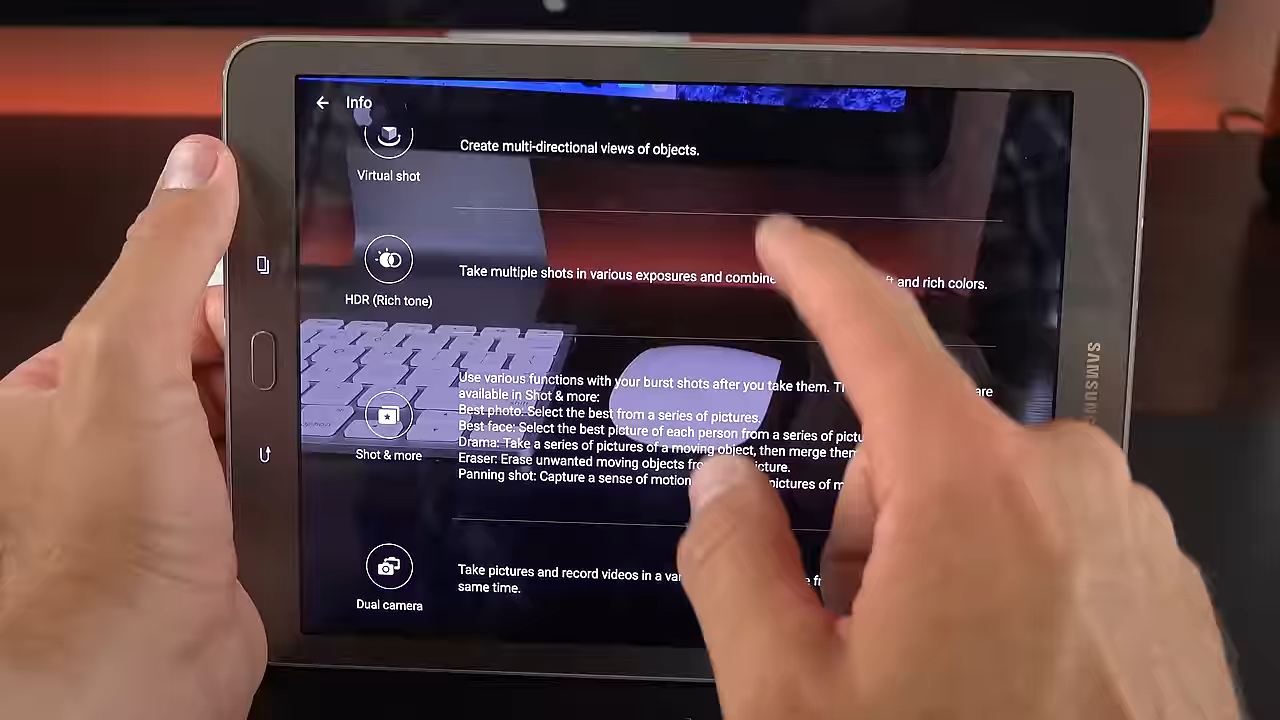 Info
Create multi-directional views of objects.
Virtual shot
Take multiple shots in various exposures and combine
and rich colors.
HDR (Rich tone)
Use various functions with your burst shots after you take them.
are
available in Shot & more:
Best photo: Select the best from a series of pictures.
Best face: Select the best picture of each person from a series of
Drama: Take a series of pictures of a moving object, then merge them
Eraser: Erase unwanted moving objects
picture.
Panning shot: Capture a sense of motion
pictures of
Shot & more
Take pictures and record videos in a
same time.
Dual camera
SAMSUNG